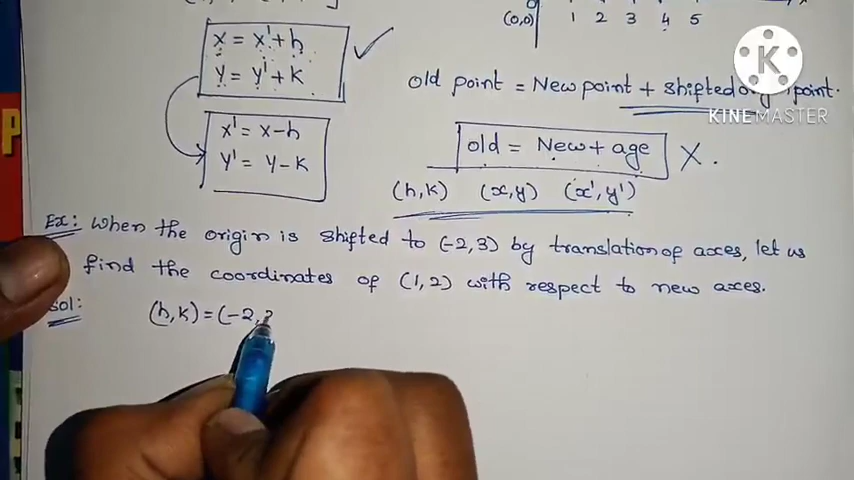 (0,0) 1 2 3 4 5
x = x' + h
y = y' + k
x' = x - h
y' = y - k
old point = New point + shifted point.
old = New + age X.
(h, k) (x, y) (x', y')
Ex: When the origin is shifted to (-2, 3) by translation of axes, let us
find the coordinates of (1, 2) with respect to new axes.
Sol: (h, k) = (-2,
K
KINEMASTER
P